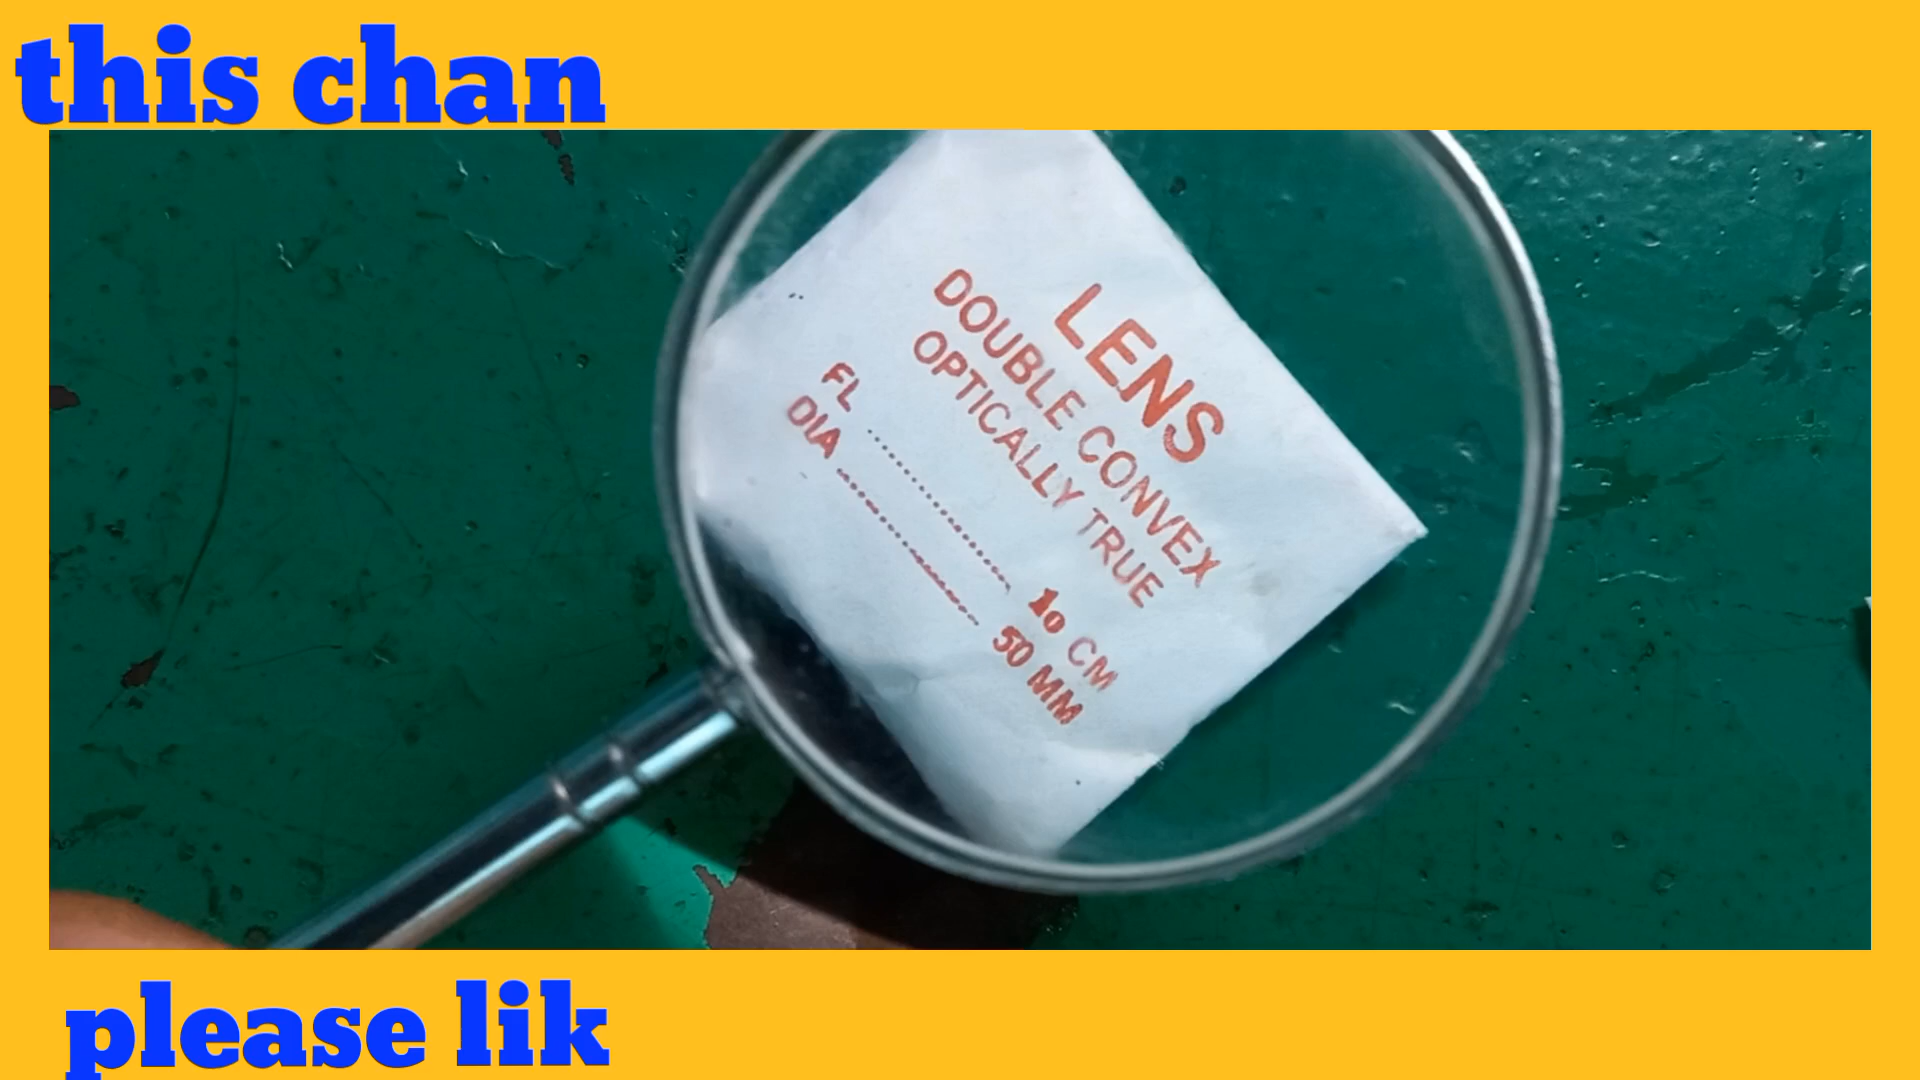 this chan
LENS
DOUBLE CONVEX
OPTICALLY TRUE
FL .............................. 10 CM
DIA .............................. 50 MM
please lik